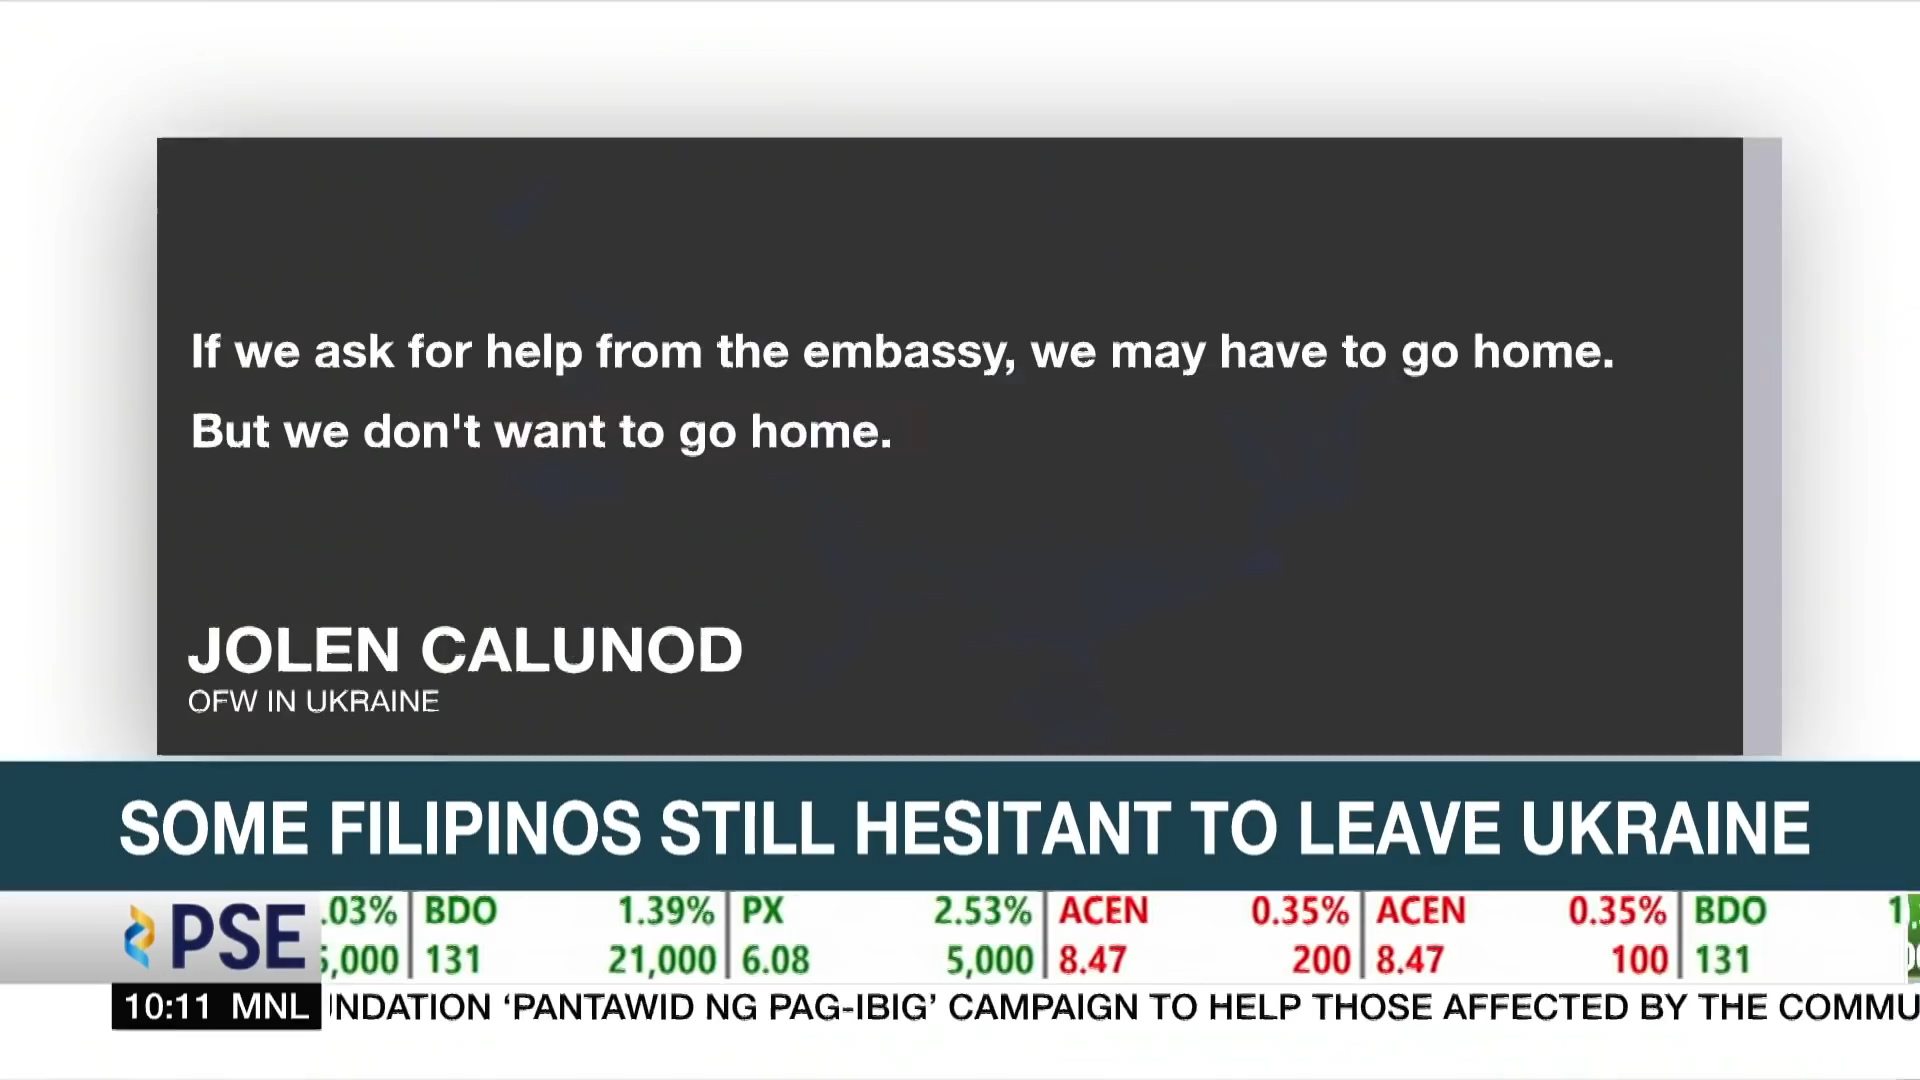 If we ask for help from the embassy, we may have to go home.
But we don't want to go home.
JOLEN CALUNOD
OFW IN UKRAINE
SOME FILIPINOS STILL HESITANT TO LEAVE UKRAINE
PSE
.03% BDO 1.39% PX 2.53% ACEN 0.35% ACEN 0.35% BDO
5,000 131 21,000 6.08 5,000 8.47 200 8.47 100 131
10:11 MNL
NDATION ‘PANTAWID NG PAG-IBIG’ CAMPAIGN TO HELP THOSE AFFECTED BY THE COMMU